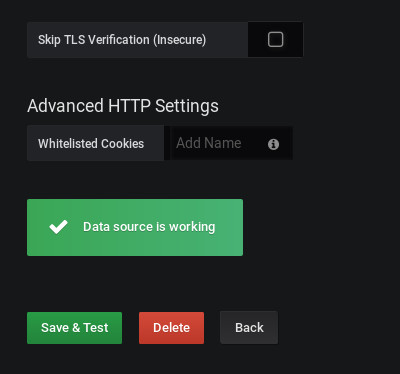 Skip TLS Verification (Insecure)
Advanced HTTP Settings
Whitelisted Cookies
Add Name
Data source is working
Save & Test
Delete
Back